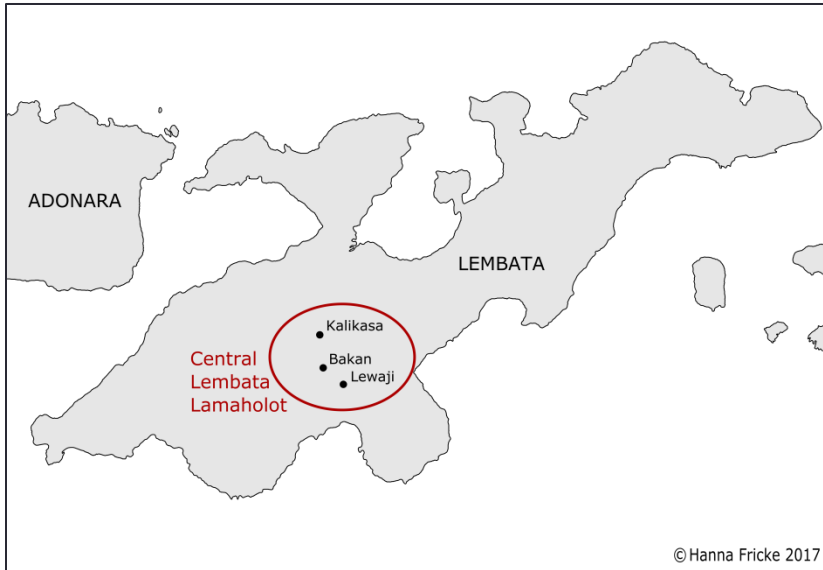 ADONARA
LEMBATA
Kalikasa
Bakan
Lewaji
Central
Lembata
Lamaholot
© Hanna Fricke 2017